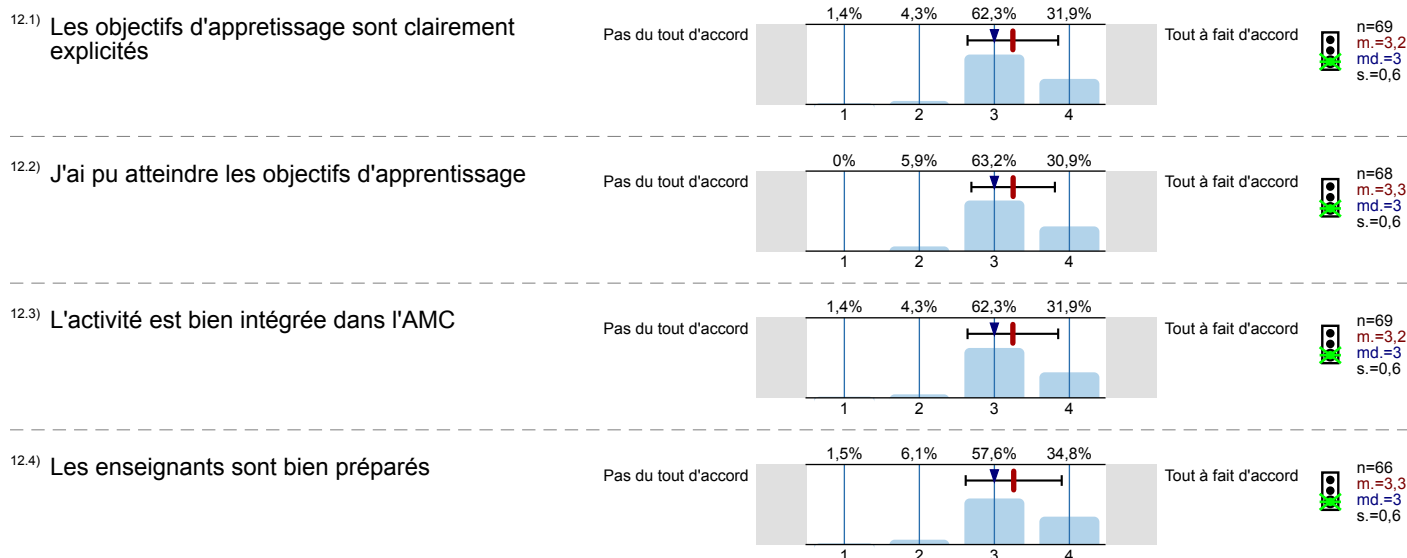 12.1) Les objectifs d'appretissage sont clairement
explicités
Pas du tout d'accord
1,4% 4,3% 62,3% 31,9%
1 2 3 4
Tout à fait d'accord
n=69
m.=3,2
md.=3
s.=0,6
12.2) J'ai pu atteindre les objectifs d'apprentissage
Pas du tout d'accord
0% 5,9% 63,2% 30,9%
1 2 3 4
Tout à fait d'accord
n=68
m.=3,3
md.=3
s.=0,6
12.3) L'activité est bien intégrée dans l'AMC
Pas du tout d'accord
1,4% 4,3% 62,3% 31,9%
1 2 3 4
Tout à fait d'accord
n=69
m.=3,2
md.=3
s.=0,6
12.4) Les enseignants sont bien préparés
Pas du tout d'accord
1,5% 6,1% 57,6% 34,8%
1 2 3 4
Tout à fait d'accord
n=66
m.=3,3
md.=3
s.=0,6